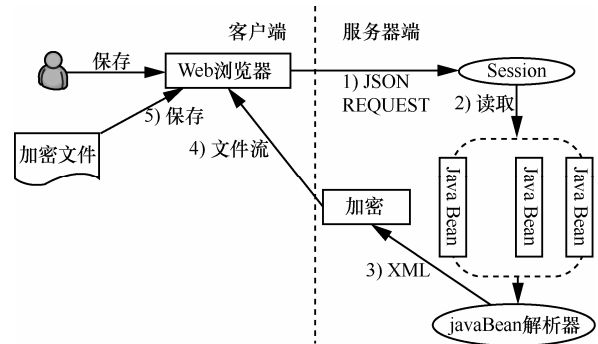 客户端
服务器端
保存
Web浏览器
1) JSON
REQUEST
Session
2) 读取
5) 保存
加密文件
4) 文件流
Java Bean
Java Bean
Java Bean
加密
3) XML
javaBean解析器